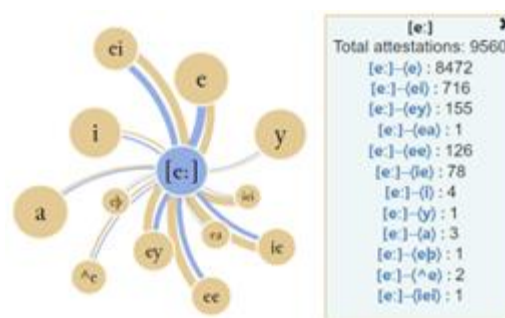 ei
e
i
y
[e:]
a
eþ
iei
ey
ea
ie
^e
ee
[eː]
Total attestations: 9560
[eː]–⟨e⟩ : 8472
[eː]–⟨ei⟩ : 716
[eː]–⟨ey⟩ : 155
[eː]–⟨ea⟩ : 1
[eː]–⟨ee⟩ : 126
[eː]–⟨ie⟩ : 78
[eː]–⟨i⟩ : 4
[eː]–⟨y⟩ : 1
[eː]–⟨a⟩ : 3
[eː]–⟨eþ⟩ : 1
[eː]–⟨^e⟩ : 2
[eː]–⟨iei⟩ : 1